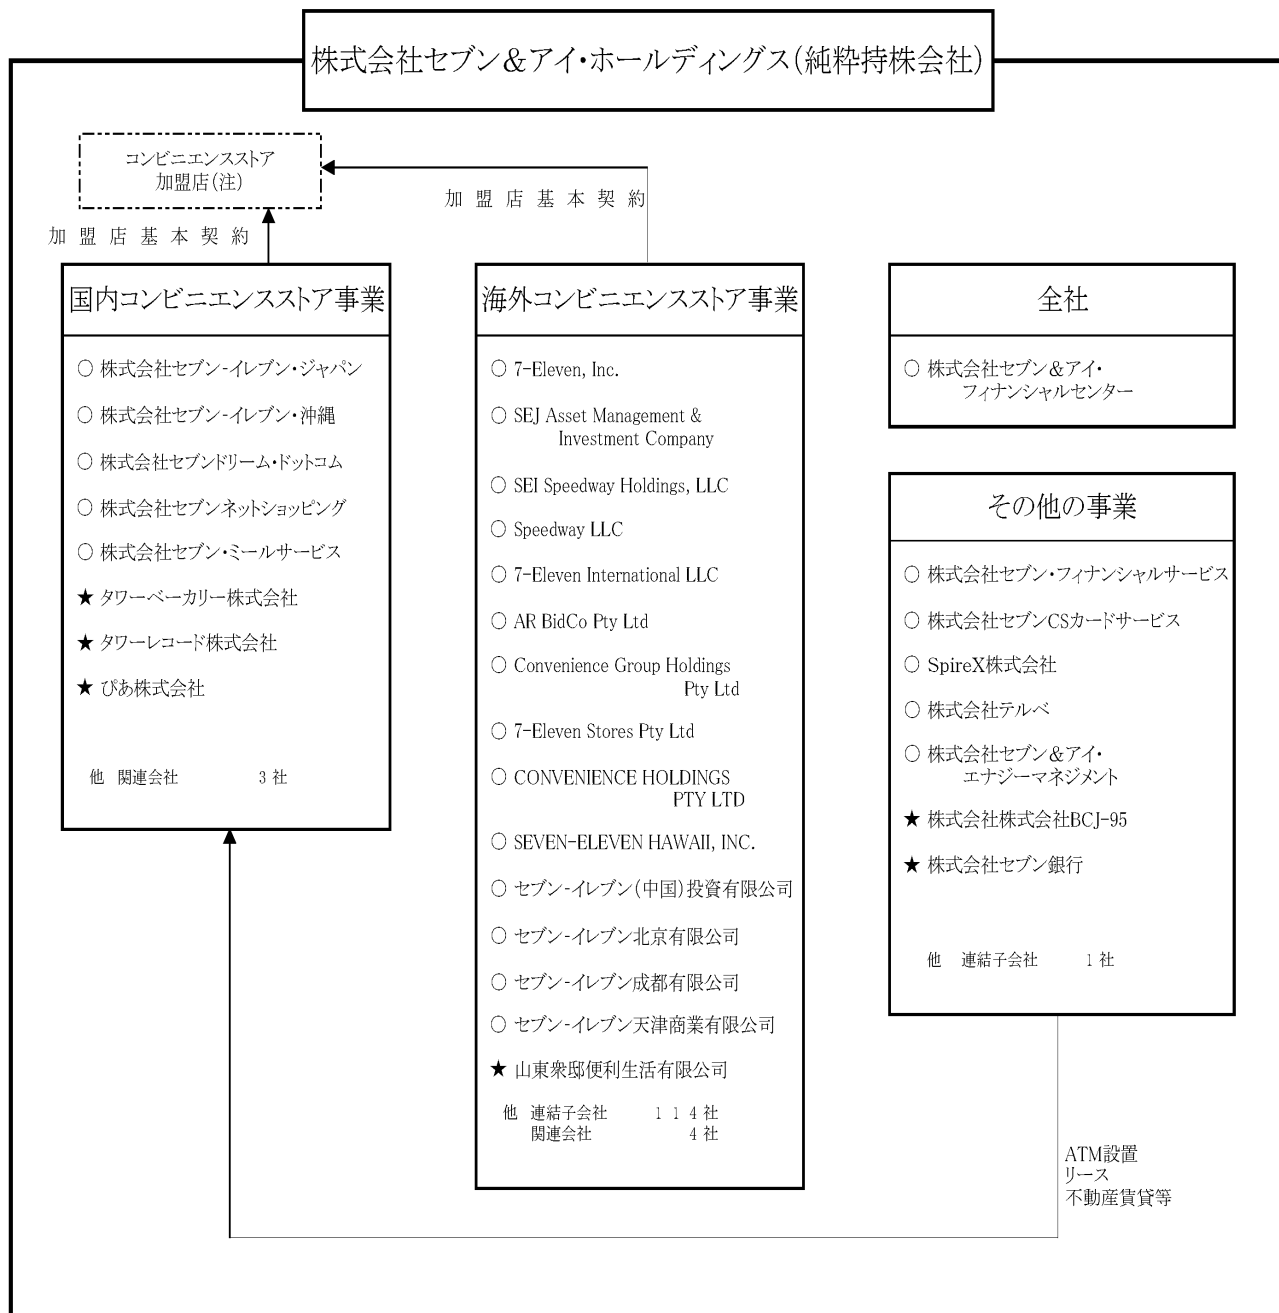 株式会社セブン＆アイ・ホールディングス(純粋持株会社)
コンビニエンスストア
加盟店(注)
加盟店基本契約
加盟店基本契約
国内コンビニエンスストア事業
○ 株式会社セブン-イレブン・ジャパン
○ 株式会社セブン-イレブン・沖縄
○ 株式会社セブンドリーム・ドットコム
○ 株式会社セブンネットショッピング
○ 株式会社セブン・ミールサービス
★ タワーベーカリー株式会社
★ タワーレコード株式会社
★ ぴあ株式会社
他 関連会社 3 社
海外コンビニエンスストア事業
○ 7-Eleven, Inc.
○ SEJ Asset Management &
Investment Company
○ SEI Speedway Holdings, LLC
○ Speedway LLC
○ 7-Eleven International LLC
○ AR BidCo Pty Ltd
○ Convenience Group Holdings
Pty Ltd
○ 7-Eleven Stores Pty Ltd
○ CONVENIENCE HOLDINGS
PTY LTD
○ SEVEN-ELEVEN HAWAII, INC.
○ セブン-イレブン(中国)投資有限公司
○ セブン-イレブン北京有限公司
○ セブン-イレブン成都有限公司
○ セブン-イレブン天津商業有限公司
★ 山東衆邸便利生活有限公司
他 連結子会社 114 社
関連会社 4 社
全社
○ 株式会社セブン＆アイ・
フィナンシャルセンター
その他の事業
○ 株式会社セブン・フィナンシャルサービス
○ 株式会社セブンCSカードサービス
○ SpireX株式会社
○ 株式会社テルベ
○ 株式会社セブン＆アイ・
エナジーマネジメント
★ 株式会社株式会社BCJ-95
★ 株式会社セブン銀行
他 連結子会社 1 社
ATM設置
リース
不動産賃貸等